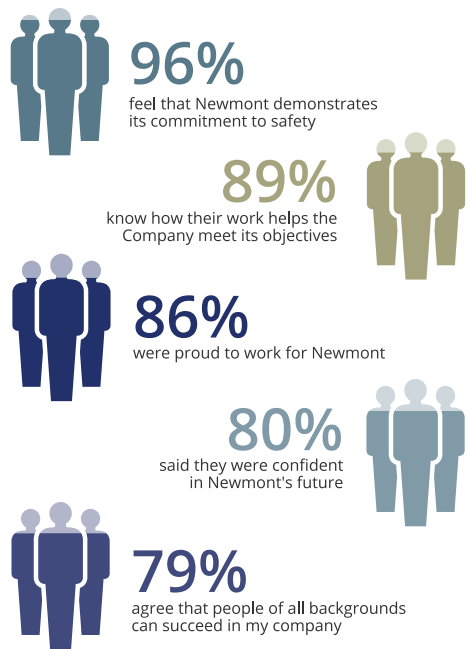 96%
feel that Newmont demonstrates
its commitment to safety
89%
know how their work helps the
Company meet its objectives
86%
were proud to work for Newmont
80%
said they were confident
in Newmont's future
79%
agree that people of all backgrounds
can succeed in my company